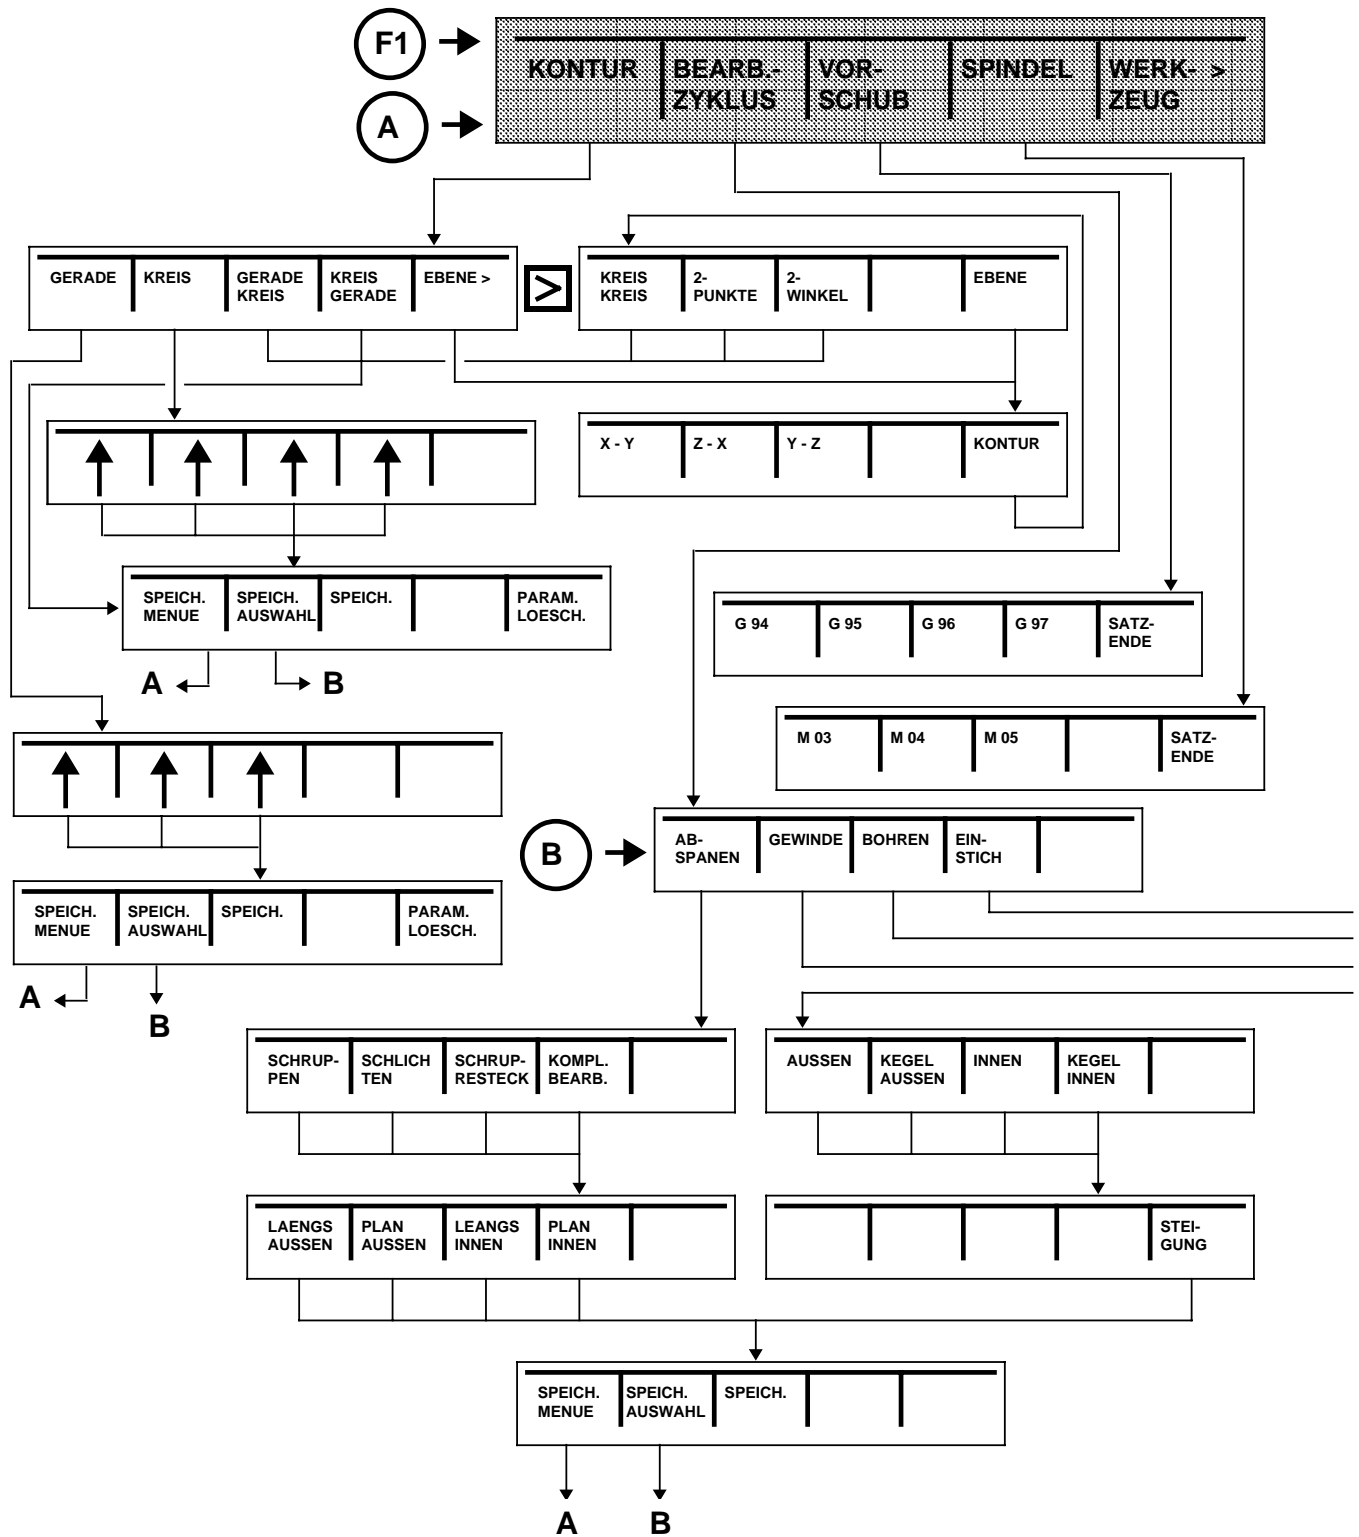 F1
KONTUR BEARB.- VOR- SPINDEL WERK- >
ZYKLUS SCHUB ZEUG
A
GERADE KREIS GERADE KREIS EBENE >
KREIS GERADE
>
KREIS 2- 2- EBENE
KREIS PUNKTE WINKEL
X - Y Z - X Y - Z KONTUR
SPEICH. SPEICH. SPEICH. PARAM.
MENUE AUSWAHL LOESCH.
A B
G 94 G 95 G 96 G 97 SATZ-
ENDE
M 03 M 04 M 05 SATZ-
ENDE
B
AB- GEWINDE BOHREN EIN-
SPANEN STICH
SPEICH. SPEICH. SPEICH. PARAM.
MENUE AUSWAHL LOESCH.
A
B
SCHRUP- SCHLICH SCHRUP- KOMPL.
PEN TEN RESTECK BEARB.
AUSSEN KEGEL INNEN KEGEL
AUSSEN INNEN
LAENGS PLAN LEANGS PLAN
AUSSEN AUSSEN INNEN INNEN
STEI-
GUNG
SPEICH. SPEICH. SPEICH.
MENUE AUSWAHL
A B